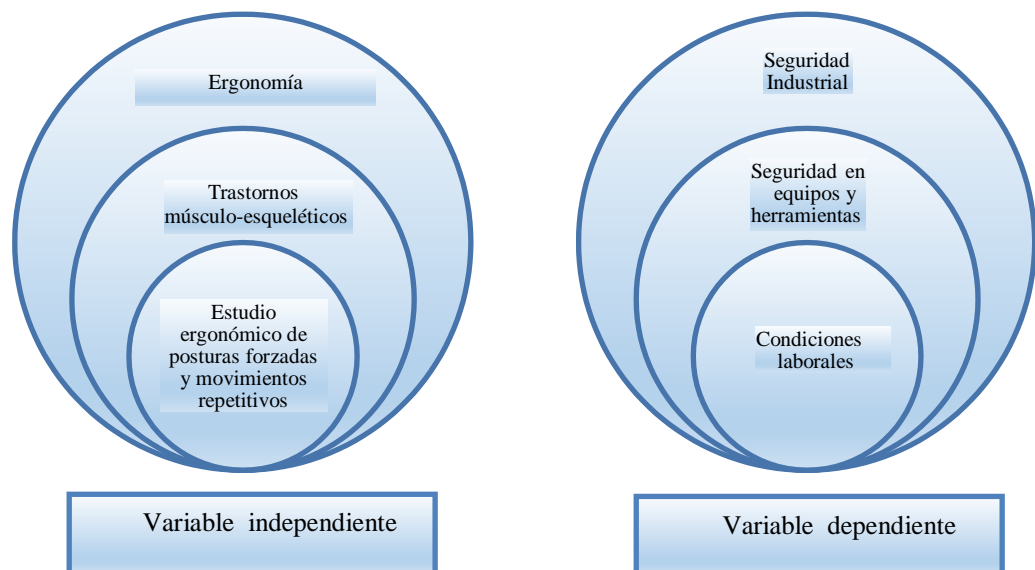 Ergonomía
Trastornos
músculo-esqueléticos
Estudio
ergonómico de
posturas forzadas
y movimientos
repetitivos
Variable independiente
Seguridad
Industrial
Seguridad en
equipos y
herramientas
Condiciones
laborales
Variable dependiente